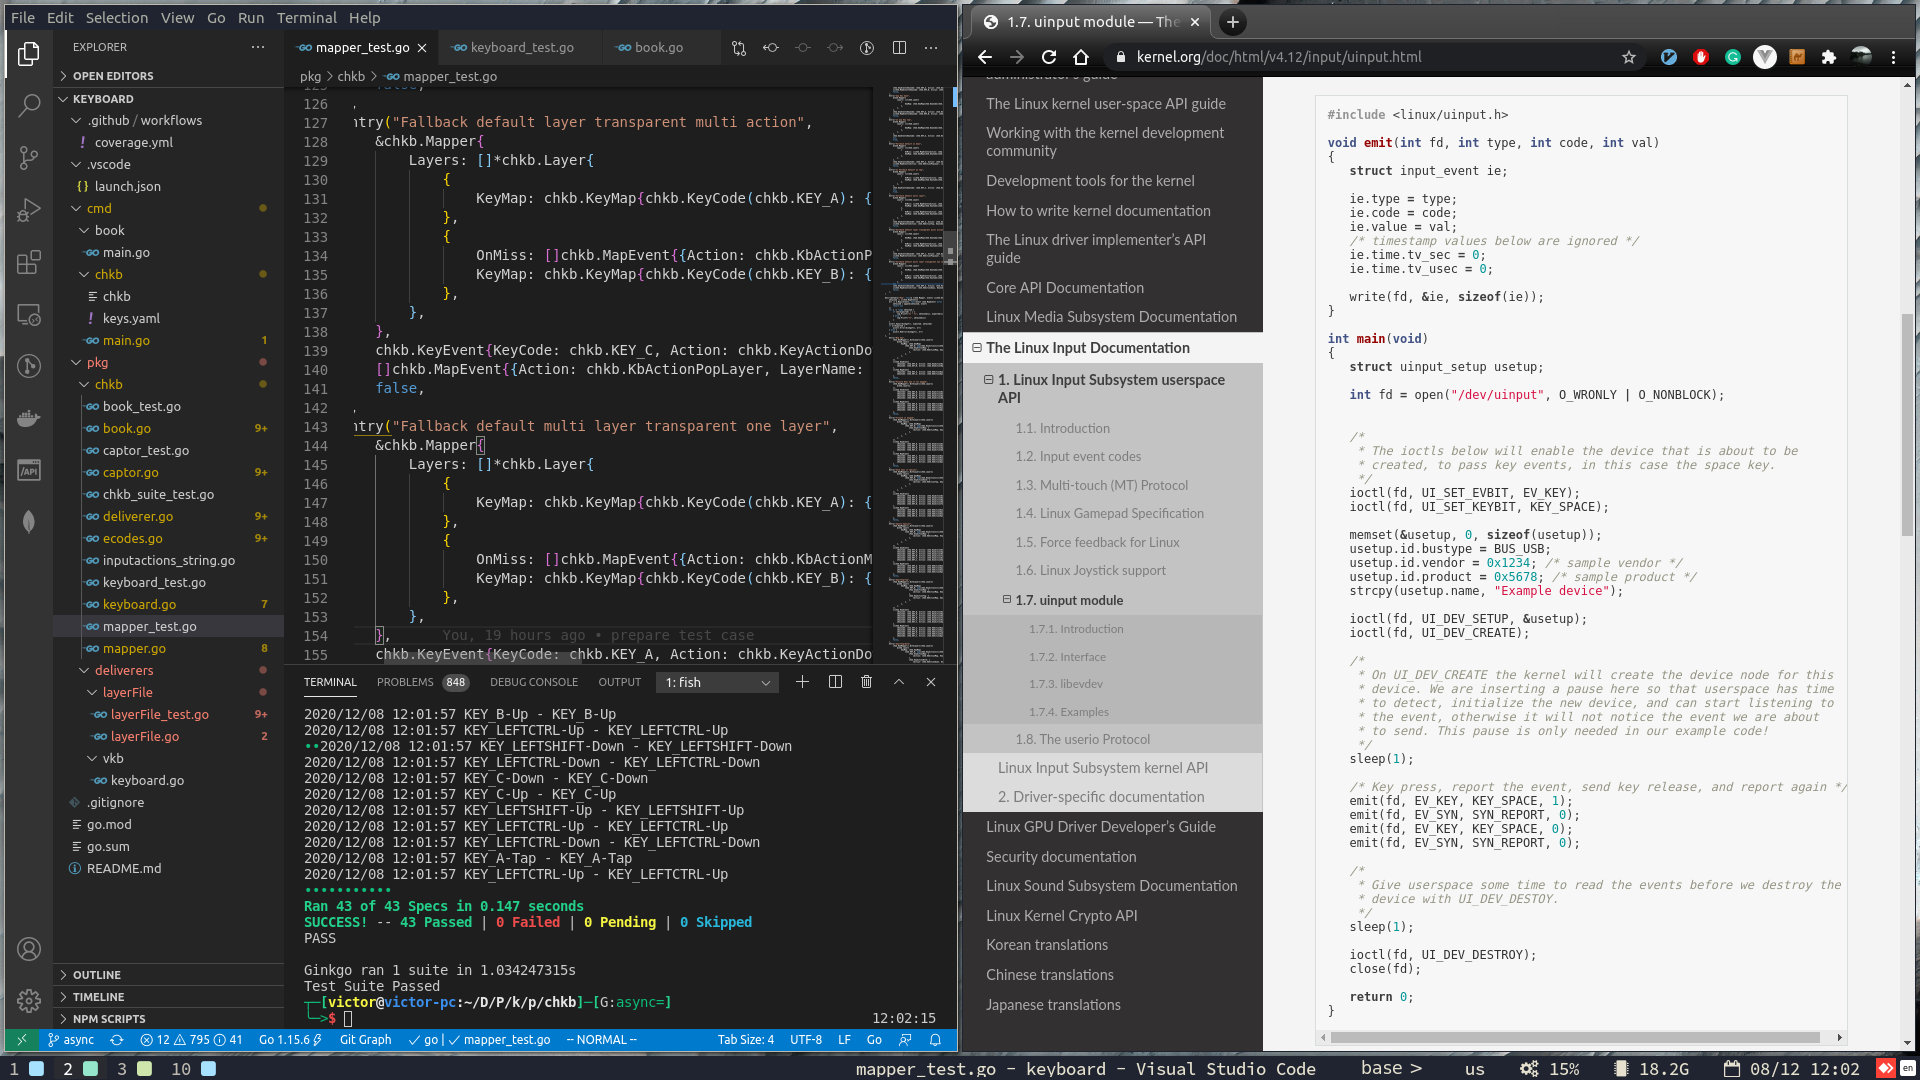 File Edit Selection View Go Run Terminal Help
EXPLORER
OPEN EDITORS
KEYBOARD
.github / workflows
! coverage.yml
.vscode
{} launch.json
cmd
book
main.go
chkb
chkb
! keys.yaml
main.go 1
pkg
chkb
book_test.go
book.go 9+
captor_test.go
captor.go 9+
chkb_suite_test.go
deliverer.go 9+
ecodes.go 9+
inputactions_string.go
keyboard_test.go
keyboard.go 7
mapper_test.go
mapper.go 8
deliverers
layerFile
layerFile_test.go 9+
layerFile.go 2
vkb
keyboard.go
.gitignore
go.mod
go.sum
README.md
OUTLINE
TIMELINE
NPM SCRIPTS
mapper_test.go keyboard_test.go book.go
pkg > chkb > mapper_test.go
125 false,
126 ,
127 ntry("Fallback default layer transparent multi action",
128 &chkb.Mapper{
129 Layers: []*chkb.Layer{
130 {
131 KeyMap: chkb.KeyMap{chkb.KeyCode(chkb.KEY_A): {
132 },
133 {
134 OnMiss: []chkb.MapEvent{{Action: chkb.KbActionP
135 KeyMap: chkb.KeyMap{chkb.KeyCode(chkb.KEY_B): {
136 },
137 },
138 },
139 chkb.KeyEvent{KeyCode: chkb.KEY_C, Action: chkb.KeyActionDo
140 []chkb.MapEvent{{Action: chkb.KbActionPopLayer, LayerName:
141 false,
142 ,
143 ntry("Fallback default multi layer transparent one layer",
144 &chkb.Mapper{
145 Layers: []*chkb.Layer{
146 {
147 KeyMap: chkb.KeyMap{chkb.KeyCode(chkb.KEY_A): {
148 },
149 {
150 OnMiss: []chkb.MapEvent{{Action: chkb.KbActionM
151 KeyMap: chkb.KeyMap{chkb.KeyCode(chkb.KEY_B): {
152 },
153 },
154 }, You, 19 hours ago • prepare test case
155 chkb.KeyEvent{KeyCode: chkb.KEY_A, Action: chkb.KeyActionDo
TERMINAL PROBLEMS 848 DEBUG CONSOLE OUTPUT 1: fish
2020/12/08 12:01:57 KEY_B-Up - KEY_B-Up
2020/12/08 12:01:57 KEY_LEFTCTRL-Up - KEY_LEFTCTRL-Up
••2020/12/08 12:01:57 KEY_LEFTSHIFT-Down - KEY_LEFTSHIFT-Down
2020/12/08 12:01:57 KEY_LEFTCTRL-Down - KEY_LEFTCTRL-Down
2020/12/08 12:01:57 KEY_C-Down - KEY_C-Down
2020/12/08 12:01:57 KEY_C-Up - KEY_C-Up
2020/12/08 12:01:57 KEY_LEFTSHIFT-Up - KEY_LEFTSHIFT-Up
2020/12/08 12:01:57 KEY_LEFTCTRL-Up - KEY_LEFTCTRL-Up
2020/12/08 12:01:57 KEY_LEFTCTRL-Down - KEY_LEFTCTRL-Down
2020/12/08 12:01:57 KEY_A-Tap - KEY_A-Tap
2020/12/08 12:01:57 KEY_LEFTCTRL-Up - KEY_LEFTCTRL-Up
•••••••••••
Ran 43 of 43 Specs in 0.147 seconds
SUCCESS! -- 43 Passed | 0 Failed | 0 Pending | 0 Skipped
PASS
Ginkgo ran 1 suite in 1.034247315s
Test Suite Passed
[victor@victor-pc:~/D/P/k/p/chkb]─[G:async=]
$ 12:02:15
async 12 795 41 Go 1.15.6 Git Graph go | mapper_test.go -- NORMAL -- Tab Size: 4 UTF-8 LF Go
1.7. uinput module — The
kernel.org/doc/html/v4.12/input/uinput.html
administrator's guide
The Linux kernel user-space API guide
Working with the kernel development
community
Development tools for the kernel
How to write kernel documentation
The Linux driver implementer's API
guide
Core API Documentation
Linux Media Subsystem Documentation
The Linux Input Documentation
1. Linux Input Subsystem userspace
API
1.1. Introduction
1.2. Input event codes
1.3. Multi-touch (MT) Protocol
1.4. Linux Gamepad Specification
1.5. Force feedback for Linux
1.6. Linux Joystick support
1.7. uinput module
1.7.1. Introduction
1.7.2. Interface
1.7.3. libevdev
1.7.4. Examples
1.8. The userio Protocol
Linux Input Subsystem kernel API
2. Driver-specific documentation
Linux GPU Driver Developer's Guide
Security documentation
Linux Sound Subsystem Documentation
Linux Kernel Crypto API
Korean translations
Chinese translations
Japanese translations
#include <linux/uinput.h>
void emit(int fd, int type, int code, int val)
{
struct input_event ie;
ie.type = type;
ie.code = code;
ie.value = val;
/* timestamp values below are ignored */
ie.time.tv_sec = 0;
ie.time.tv_usec = 0;
write(fd, &ie, sizeof(ie));
}
int main(void)
{
struct uinput_setup usetup;
int fd = open("/dev/uinput", O_WRONLY | O_NONBLOCK);
/*
* The ioctls below will enable the device that is about to be
* created, to pass key events, in this case the space key.
*/
ioctl(fd, UI_SET_EVBIT, EV_KEY);
ioctl(fd, UI_SET_KEYBIT, KEY_SPACE);
memset(&usetup, 0, sizeof(usetup));
usetup.id.bustype = BUS_USB;
usetup.id.vendor = 0x1234; /* sample vendor */
usetup.id.product = 0x5678; /* sample product */
strcpy(usetup.name, "Example device");
ioctl(fd, UI_DEV_SETUP, &usetup);
ioctl(fd, UI_DEV_CREATE);
/*
* On UI_DEV_CREATE the kernel will create the device node for this
* device. We are inserting a pause here so that userspace has time
* to detect, initialize the new device, and can start listening to
* the event, otherwise it will not notice the event we are about
* to send. This pause is only needed in our example code!
*/
sleep(1);
/* Key press, report the event, send key release, and report again */
emit(fd, EV_KEY, KEY_SPACE, 1);
emit(fd, EV_SYN, SYN_REPORT, 0);
emit(fd, EV_KEY, KEY_SPACE, 0);
emit(fd, EV_SYN, SYN_REPORT, 0);
/*
* Give userspace some time to read the events before we destroy the
* device with UI_DEV_DESTOY.
*/
sleep(1);
ioctl(fd, UI_DEV_DESTROY);
close(fd);
return 0;
}
1 2 3 10 mapper_test.go - keyboard - Visual Studio Code base > us 15% 18.2G 08/12 12:02 en